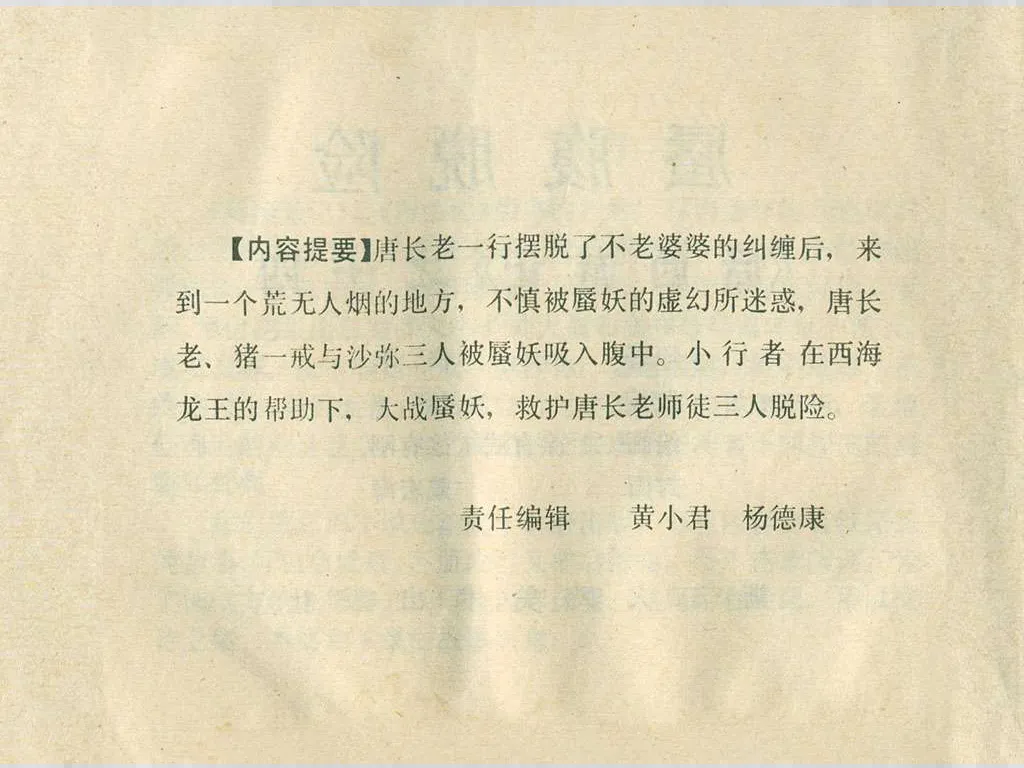 【内容提要】唐长老一行摆脱了不老婆婆的纠缠后，来
到一个荒无人烟的地方，不慎被蜃妖的虚幻所迷惑，唐长
老、猪一戒与沙弥三人被蜃妖吸入腹中。小行者在西海
龙王的帮助下，大战蜃妖，救护唐长老师徒三人脱险。
责任编辑 黄小君 杨德康